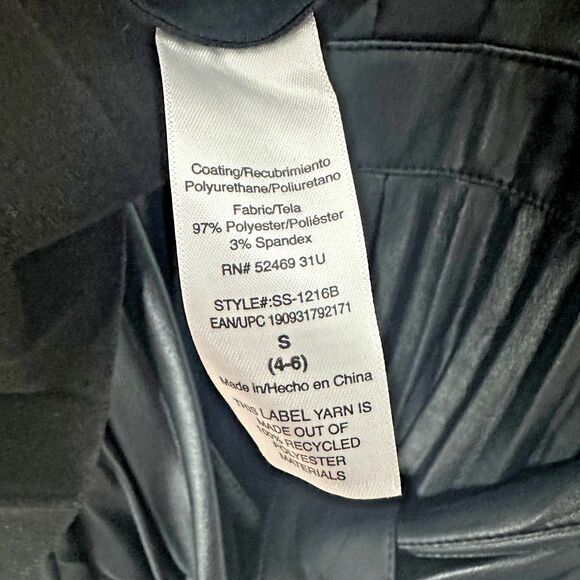 Coating/Recubrimiento
Polyurethane/Poliuretano
Fabric/Tela
97% Polyester/Poliéster
3% Spandex
RN# 52469 31U
STYLE#:SS-1216B
EAN/UPC 190931792171
S
(4-6)
Made in/Hecho en China
THIS LABEL YARN IS
MADE OUT OF
100% RECYCLED
POLYESTER
MATERIALS